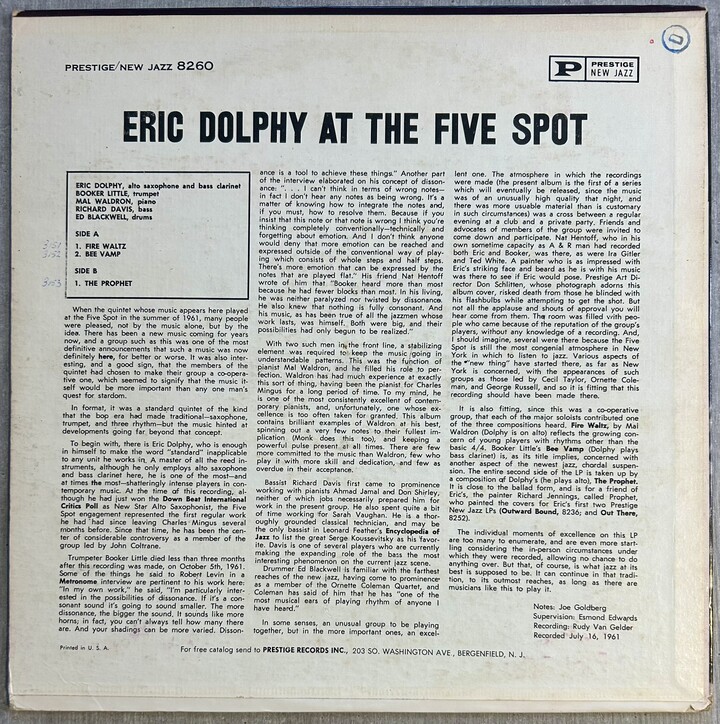 PRESTIGE/NEW JAZZ 8260
P PRESTIGE
NEW JAZZ
D
ERIC DOLPHY AT THE FIVE SPOT
ERIC DOLPHY, alto saxophone and bass clarinet
BOOKER LITTLE, trumpet
MAL WALDRON, piano
RICHARD DAVIS, bass
ED BLACKWELL, drums
SIDE A
1. FIRE WALTZ
2. BEE VAMP
SIDE B
1. THE PROPHET
When the quintet whose music appears here played
at the Five Spot in the summer of 1961, many people
were pleased, not by the music alone, but by the
idea. There has been a new music coming for years
now, and a group such as this was one of the most
definitive announcements that such a music was now
definitely here, for better or worse. It was also inter-
esting, and a good sign, that the members of the
quintet had chosen to make their group a co-opera-
tive one, which seemed to signify that the music it-
self would be more important than any one man's
quest for stardom.
In format, it was a standard quintet of the kind
that the bop era had made traditional—saxophone,
trumpet, and three rhythm—but the music hinted at
developments going far beyond that concept.
To begin with, there is Eric Dolphy, who is enough
in himself to make the word "standard" inapplicable
to any unit he works in. A master of all the reed in-
struments, although he only employs alto saxophone
and bass clarinet here, he is one of the most—and
at times the most—shatteringly intense players in con-
temporary music. At the time of this recording, al-
though he had just won the Down Beat International
Critics Poll as New Star Alto Saxophonist, the Five
Spot engagement represented the first regular work
he had had since leaving Charles Mingus several
months before. Since that time, he has been the cen-
ter of considerable controversy as a member of the
group led by John Coltrane.
Trumpeter Booker Little died less than three months
after this recording was made, on October 5th, 1961.
Some of the things he said to Robert Levin in a
Metronome interview are pertinent to his work here:
"In my own work," he said, "I'm particularly inter-
ested in the possibilities of dissonance. If it's a con-
sonant sound it's going to sound smaller. The more
dissonance, the bigger the sound. It sounds like more
horns; in fact, you can't always tell how many there
are. And your shadings can be more varied. Disson-
ance is a tool to achieve these things." Another part
of the interview elaborated on his concept of disson-
ance: ". . . I can't think in terms of wrong notes—
in fact I don't hear any notes as being wrong. It's a
matter of knowing how to integrate the notes and,
if you must, how to resolve them. Because if you
insist that this note or that note is wrong I think you're
thinking completely conventionally—technically and
forgetting about emotion. And I don't think anyone
would deny that more emotion can be reached and
expressed outside of the conventional way of play-
ing which consists of whole steps and half steps.
There's more emotion that can be expressed by the
notes that are played flat." His friend Nat Hentoff
wrote of him that "Booker heard more than most
because he had fewer blocks than most. In his living,
he was neither paralyzed nor twisted by dissonance.
He also knew that nothing is fully consonant. And
his music, as has been true of all the jazzmen whose
work lasts, was himself. Both were big, and their
possibilities had only begun to be realized."
With two such men in the front line, a stabilizing
element was required to keep the music going in
understandable patterns. This was the function of
pianist Mal Waldron, and he filled his role to per-
fection. Waldron has had much experience at exactly
this sort of thing, having been the pianist for Charles
Mingus for a long period of time. To my mind, he
is one of the most consistently excellent of contem-
porary pianists, and, unfortunately, one whose ex-
cellence is too often taken for granted. This album
contains brilliant examples of Waldron at his best,
spinning out a very few notes to their fullest im-
plication (Monk does this too), and keeping a
powerful pulse present at all times. There are few
more committed to the music than Waldron, few who
play it with more skill and dedication, and few as
overdue in their acceptance.
Bassist Richard Davis first came to prominence
working with pianists Ahmad Jamal and Don Shirley,
neither of which jobs necessarily prepared him for
work in the present group. He also spent quite a bit
of time working for Sarah Vaughan. He is a thor-
oughly grounded classical technician, and may be
the only bassist in Leonard Feather's Encyclopedia of
Jazz to list the great Serge Koussevitsky as his favor-
ite. Davis is one of several players who are currently
making the expanding role of the bass the most
interesting phenomenon on the current jazz scene.
Drummer Ed Blackwell is familiar with the farthest
reaches of the new jazz, having come to prominence
as a member of the Ornette Coleman Quartet, and
Coleman has said of him that he has "one of the
most musical ears of playing rhythm of anyone I
have heard."
In some senses, an unusual group to be playing
together, but in the more important ones, an excel-
lent one. The atmosphere in which the recordings
were made (the present album is the first of a series
which will eventually be released, since the music
was of an unusually high quality that night, and
there was more usable material than is customary
in such circumstances) was a cross between a regular
evening at a club and a private party. Friends and
advocates of members of the group were invited to
come down and participate. Nat Hentoff, who in his
own sometime capacity as A & R man had recorded
both Eric and Booker, was there, as were Ira Gitler
and Ted White. A painter who is as impressed with
Eric's striking face and beard as he is with his music
was there to see if Eric would pose. Prestige Art Di-
rector Don Schlitten, whose photograph adorns this
album cover, risked death from those he blinded with
his flashbulbs while attempting to get the shot. But
not all the applause and shouts of approval you will
hear come from them. The room was filled with peo-
ple who came because of the reputation of the group's
players, without any knowledge of a recording. And,
I should imagine, several were there because the Five
Spot is still the most congenial atmosphere in New
York in which to listen to jazz. Various aspects of
the "new thing" have started there, as far as New
York is concerned, with the appearances of such
groups as those led by Cecil Taylor, Ornette Cole-
man, and George Russell, and so it is fitting that this
recording should have been made there.
It is also fitting, since this was a co-operative
group, that each of the major soloists contributed one
of the three compositions heard. Fire Waltz, by Mal
Waldron (Dolphy is on alto) reflects the growing con-
cern of young players with rhythms other than the
basic 4/4, Booker Little's Bee Vamp (Dolphy plays
bass clarinet) is, as its title implies, concerned with
another aspect of the newest jazz, chordal suspen-
sion. The entire second side of the LP is taken up by
a composition of Dolphy's (he plays alto), The Prophet.
It is close to the ballad form, and is for a friend of
Eric's, the painter Richard Jennings, called Prophet,
who painted the covers for Eric's first two Prestige
New Jazz LPs (Outward Bound, 8236; and Out There,
8252).
The individual moments of excellence on this LP
are too many to enumerate, and are even more start-
ling considering the in-person circumstances under
which they were recorded, allowing no chance to do
anything over. But that, of course, is what jazz at its
best is supposed to be. It can continue in that tradi-
tion, to its outmost reaches, as long as there are
musicians like this to play it.
Notes: Joe Goldberg
Supervision: Esmond Edwards
Recording: Rudy Van Gelder
Recorded July 16, 1961
Printed in U. S. A.
For free catalog send to PRESTIGE RECORDS INC., 203 SO. WASHINGTON AVE., BERGENFIELD, N. J.